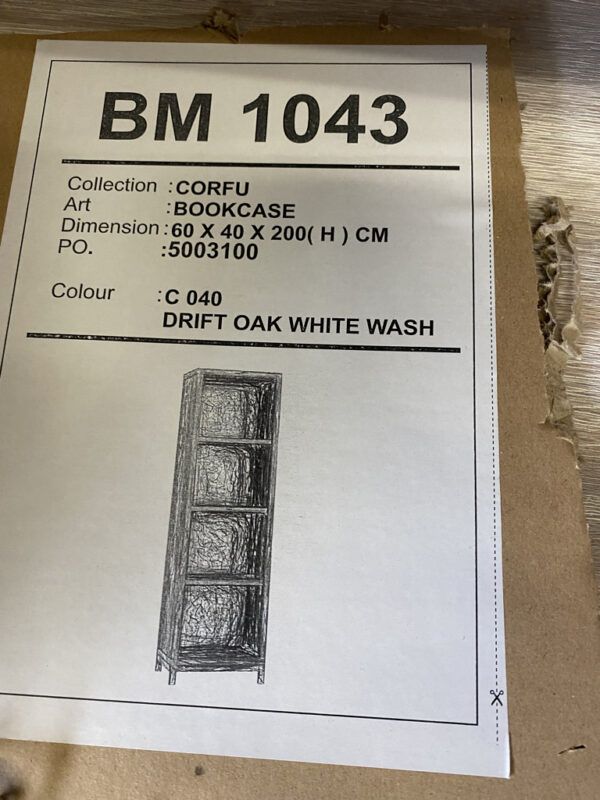 BM 1043
Collection :CORFU
Art :BOOKCASE
Dimension :60 X 40 X 200( H ) CM
PO. :5003100
Colour :C 040
DRIFT OAK WHITE WASH